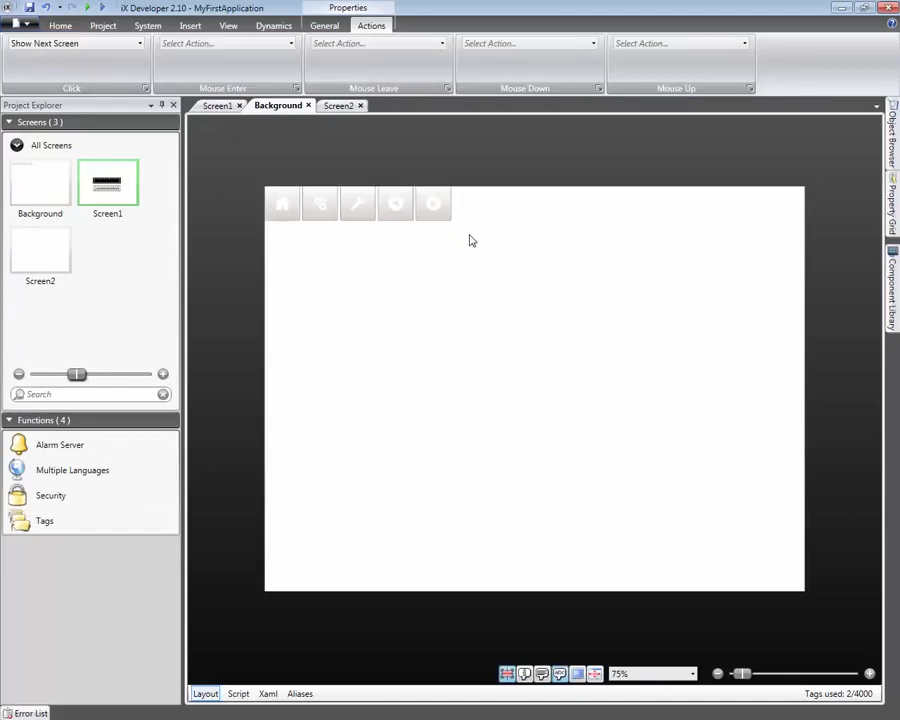 iX Developer 2.10 - MyFirstApplication
Properties
Home Project System Insert View Dynamics General Actions
Show Next Screen
Select Action...
Select Action...
Select Action...
Select Action...
Click
Mouse Enter
Mouse Leave
Mouse Down
Mouse Up
Project Explorer
Screen1
Background
Screen2
Screens ( 3 )
All Screens
Background
Screen1
Screen2
Search
Functions ( 4 )
Alarm Server
Multiple Languages
Security
Tags
Object Browser
Property Grid
Component Library
75%
Layout
Script
Xaml
Aliases
Tags used: 2/4000
Error List